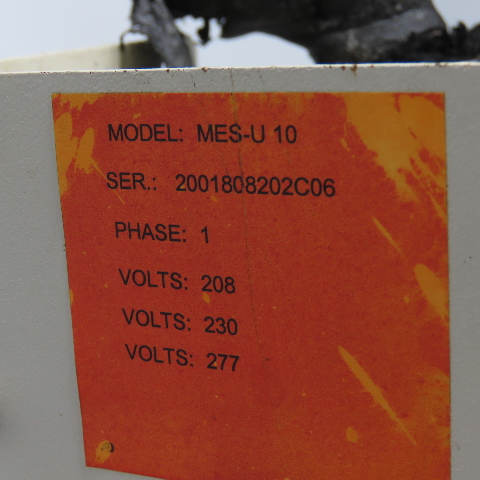 MODEL: MES-U 10
SER.: 2001808202C06
PHASE: 1
VOLTS: 208
VOLTS: 230
VOLTS: 277